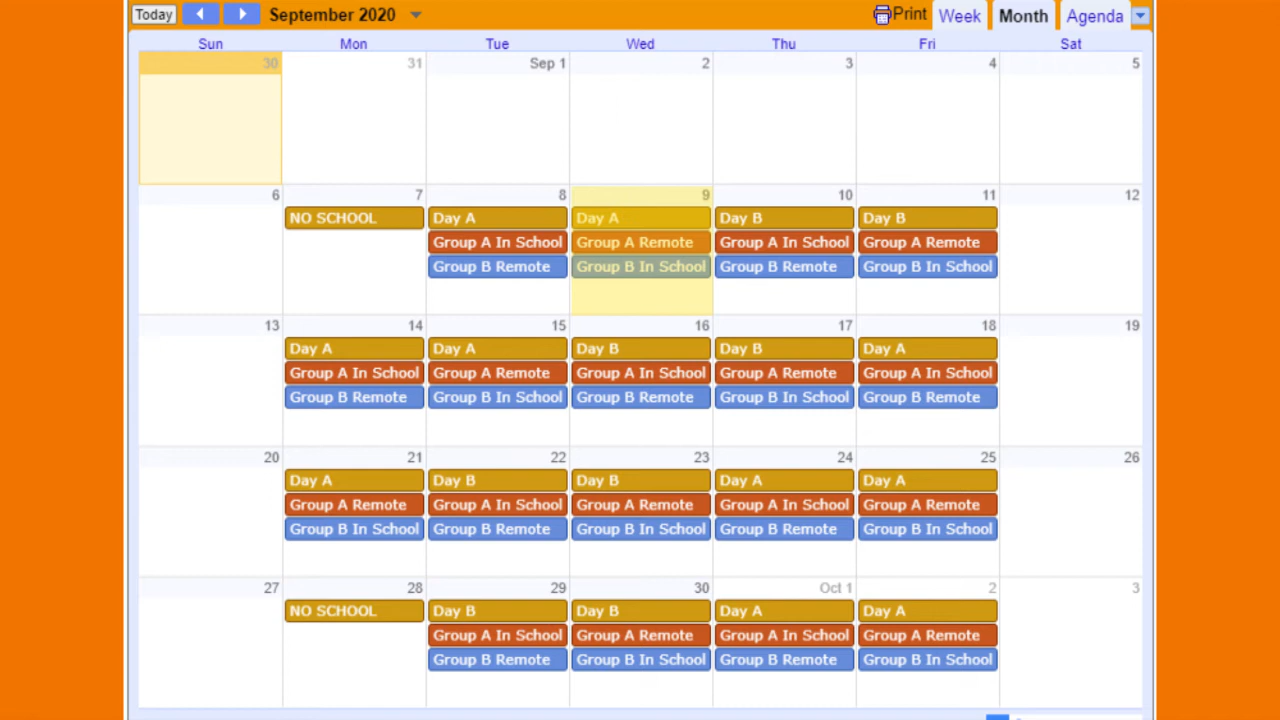 Today September 2020 Print Week Month Agenda
Sun Mon Tue Wed Thu Fri Sat
30 31 Sep 1 2 3 4 5
6 7 8 9 10 11 12
NO SCHOOL Day A Day A Day B Day B
Group A In School Group A Remote Group A In School Group A Remote
Group B Remote Group B In School Group B Remote Group B In School
13 14 15 16 17 18 19
Day A Day A Day B Day B Day A
Group A In School Group A Remote Group A In School Group A Remote Group A In School
Group B Remote Group B In School Group B Remote Group B In School Group B Remote
20 21 22 23 24 25 26
Day A Day B Day B Day A Day A
Group A Remote Group A In School Group A Remote Group A In School Group A Remote
Group B In School Group B Remote Group B In School Group B Remote Group B In School
27 28 29 30 Oct 1 2 3
NO SCHOOL Day B Day B Day A Day A
Group A In School Group A Remote Group A In School Group A Remote
Group B Remote Group B In School Group B Remote Group B In School